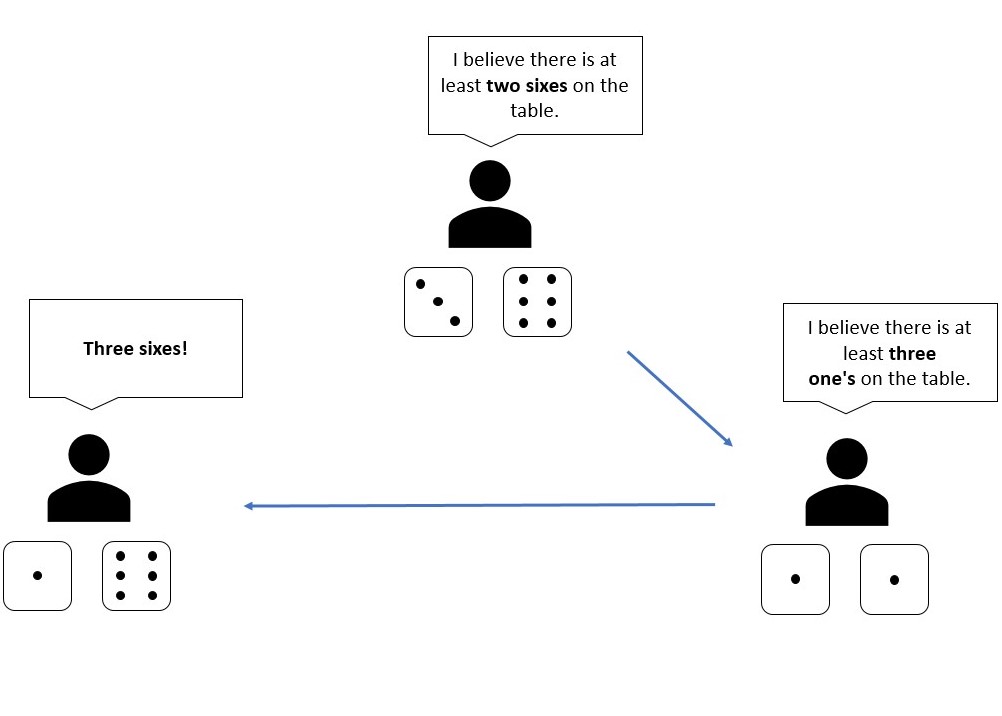 I believe there is at
least two sixes on the
table.
Three sixes!
I believe there is at
least three
one's on the table.